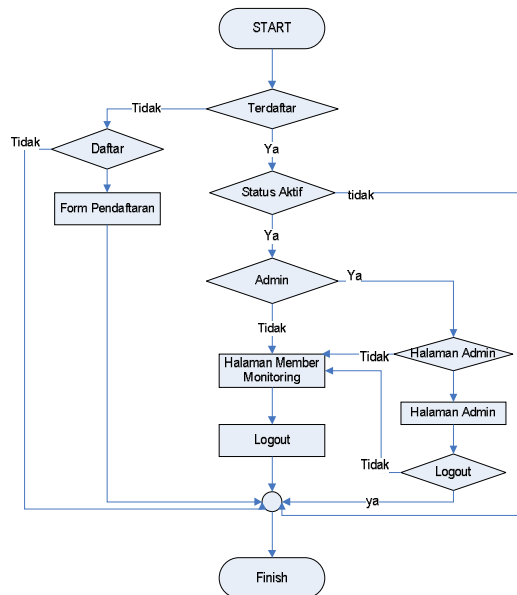 START
Tidak
Terdaftar
Tidak
Daftar
Ya
Form Pendaftaran
Status Aktif
tidak
Ya
Admin
Ya
Tidak
Halaman Member
Monitoring
Tidak
Halaman Admin
Halaman Admin
Logout
Tidak
Logout
ya
Finish